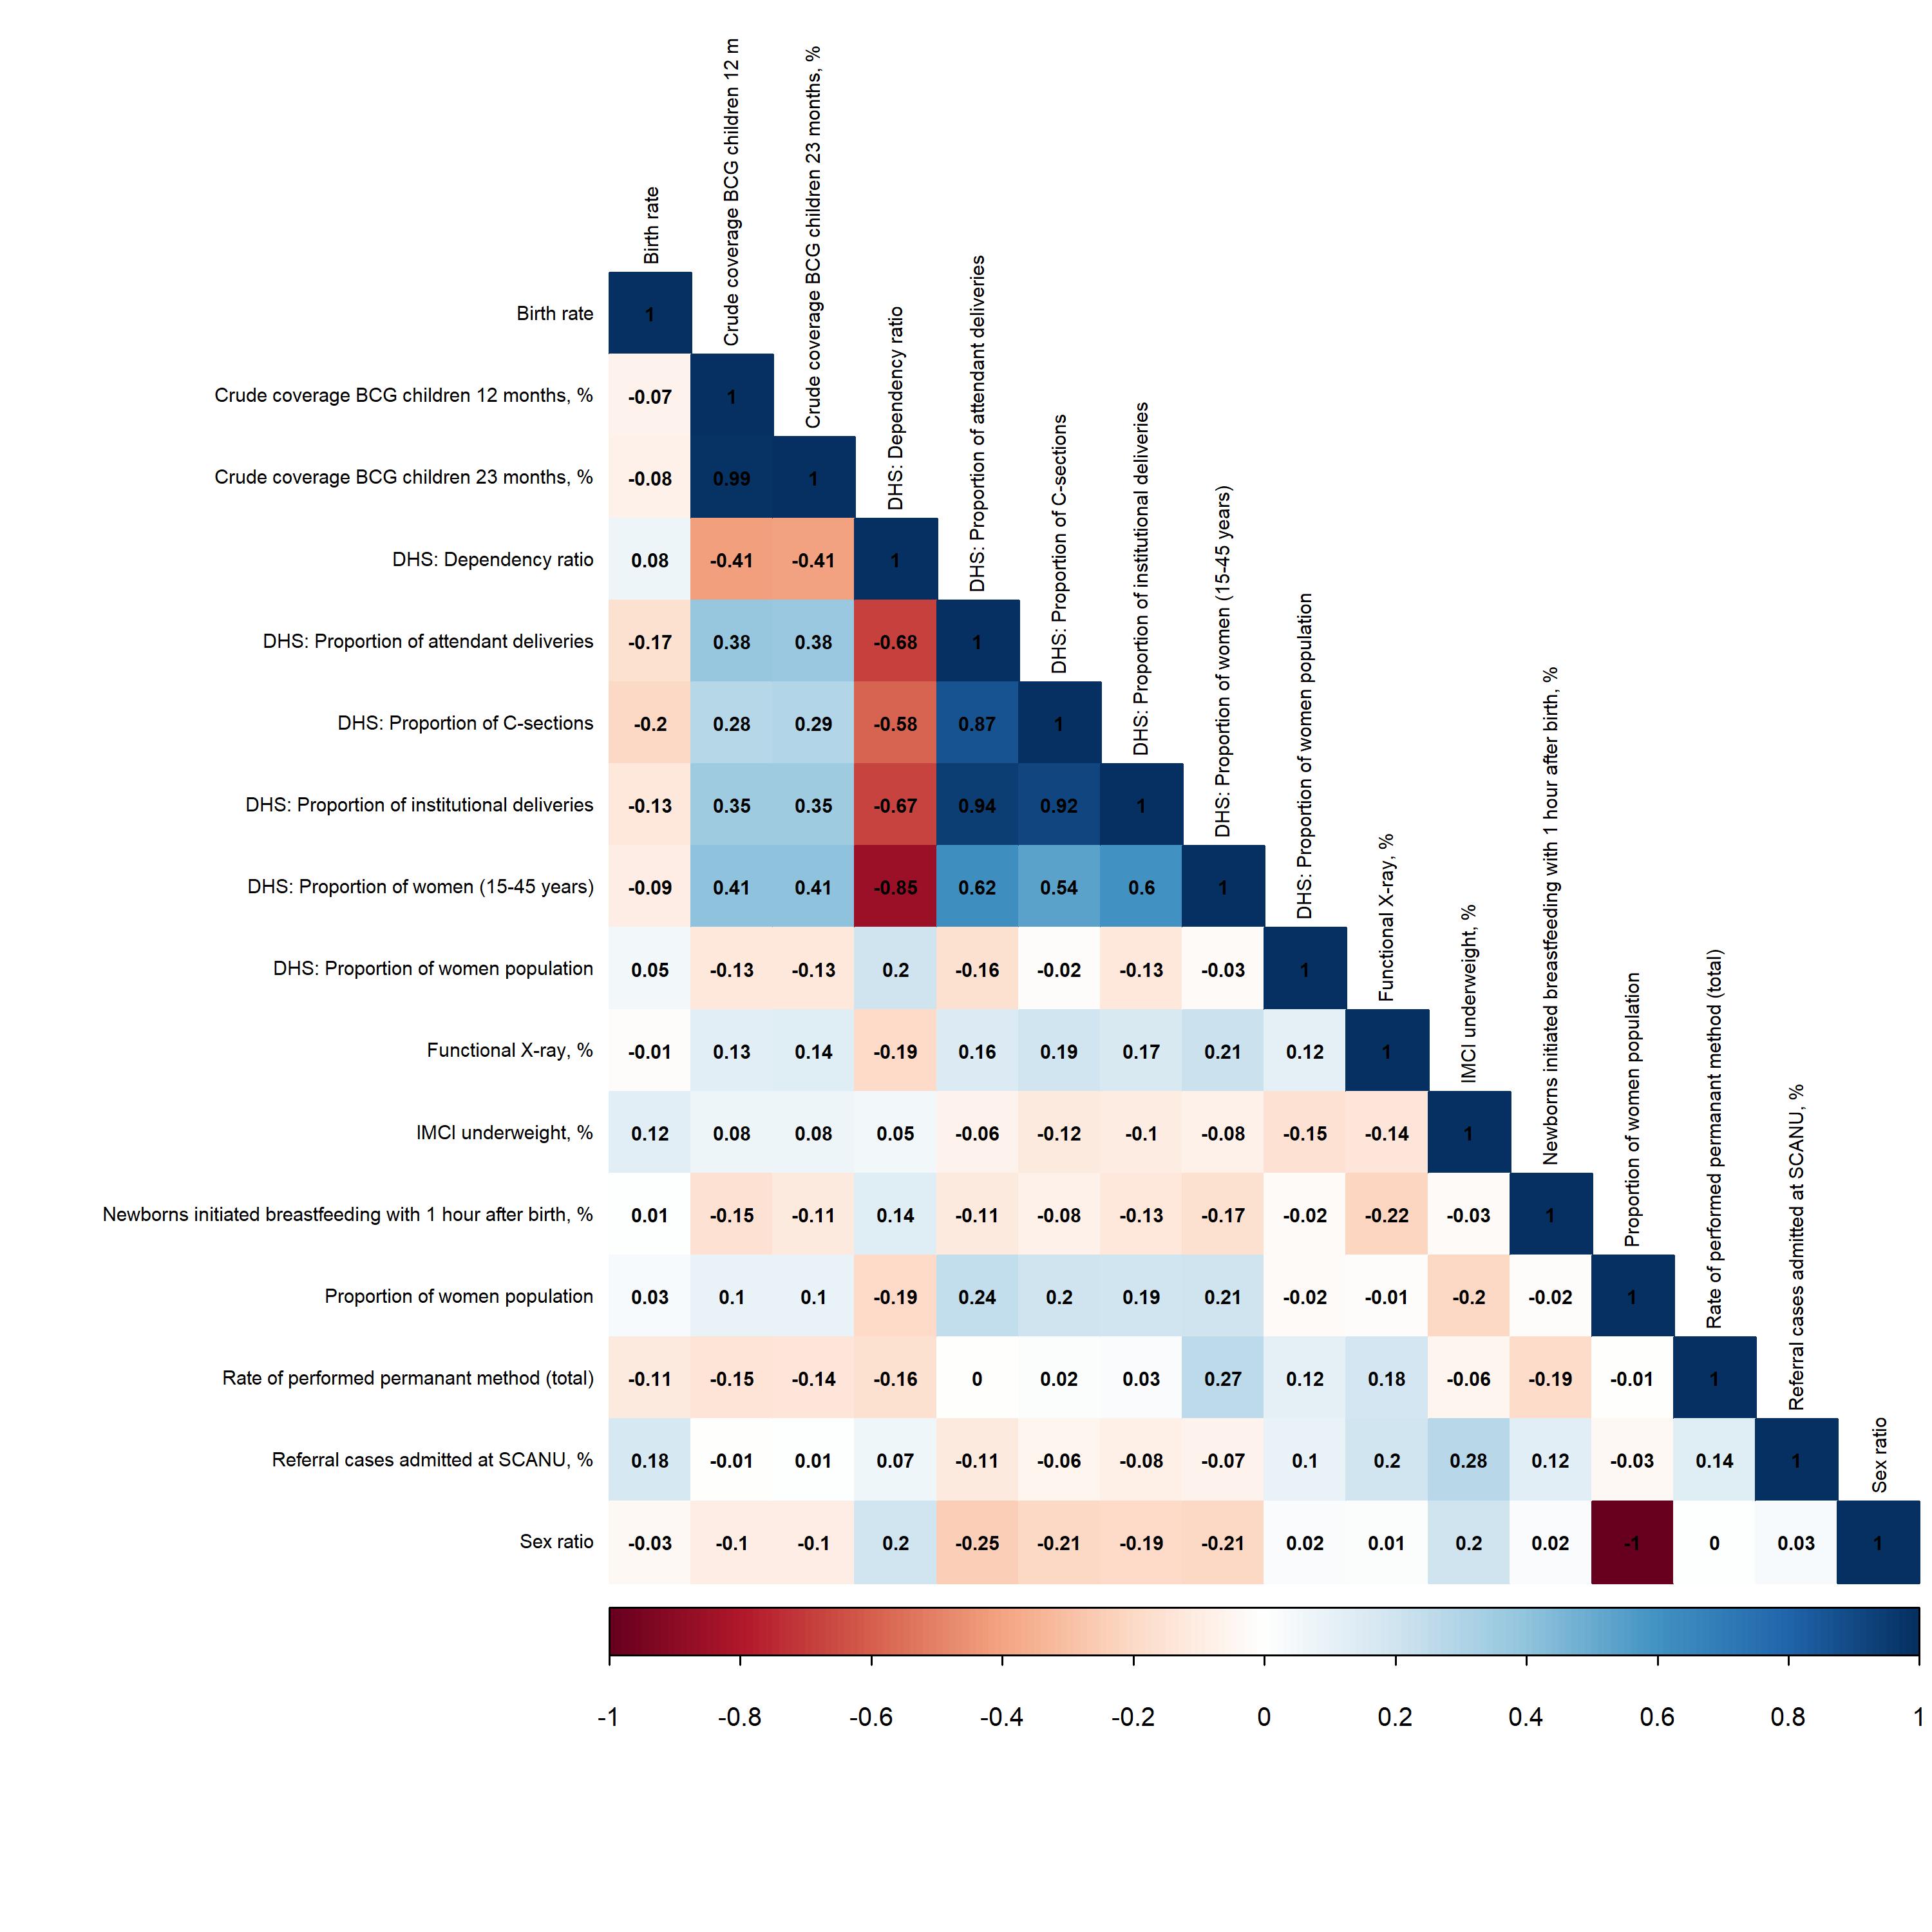 Birth rate
Crude coverage BCG children 12 m
Crude coverage BCG children 23 months, %
DHS: Dependency ratio
DHS: Proportion of attendant deliveries
DHS: Proportion of C-sections
DHS: Proportion of institutional deliveries
DHS: Proportion of women (15-45 years)
DHS: Proportion of women population
Functional X-ray, %
IMCI underweight, %
Newborns initiated breastfeeding with 1 hour after birth, %
Proportion of women population
Rate of performed permanant method (total)
Referral cases admitted at SCANU, %
Sex ratio
Birth rate 1
Crude coverage BCG children 12 months, % -0.07 1
Crude coverage BCG children 23 months, % -0.08 0.99 1
DHS: Dependency ratio 0.08 -0.41 -0.41 1
DHS: Proportion of attendant deliveries -0.17 0.38 0.38 -0.68 1
DHS: Proportion of C-sections -0.2 0.28 0.29 -0.58 0.87 1
DHS: Proportion of institutional deliveries -0.13 0.35 0.35 -0.67 0.94 0.92 1
DHS: Proportion of women (15-45 years) -0.09 0.41 0.41 -0.85 0.62 0.54 0.6 1
DHS: Proportion of women population 0.05 -0.13 -0.13 0.2 -0.16 -0.02 -0.13 -0.03 1
Functional X-ray, % -0.01 0.13 0.14 -0.19 0.16 0.19 0.17 0.21 0.12 1
IMCI underweight, % 0.12 0.08 0.08 0.05 -0.06 -0.12 -0.1 -0.08 -0.15 -0.14 1
Newborns initiated breastfeeding with 1 hour after birth, % 0.01 -0.15 -0.11 0.14 -0.11 -0.08 -0.13 -0.17 -0.02 -0.22 -0.03 1
Proportion of women population 0.03 0.1 0.1 -0.19 0.24 0.2 0.19 0.21 -0.02 -0.01 -0.2 -0.02 1
Rate of performed permanant method (total) -0.11 -0.15 -0.14 -0.16 0 0.02 0.03 0.27 0.12 0.18 -0.06 -0.19 -0.01 1
Referral cases admitted at SCANU, % 0.18 -0.01 0.01 0.07 -0.11 -0.06 -0.08 -0.07 0.1 0.2 0.28 0.12 -0.03 0.14 1
Sex ratio -0.03 -0.1 -0.1 0.2 -0.25 -0.21 -0.19 -0.21 0.02 0.01 0.2 0.02 -1 0 0.03 1
-1 -0.8 -0.6 -0.4 -0.2 0 0.2 0.4 0.6 0.8 1